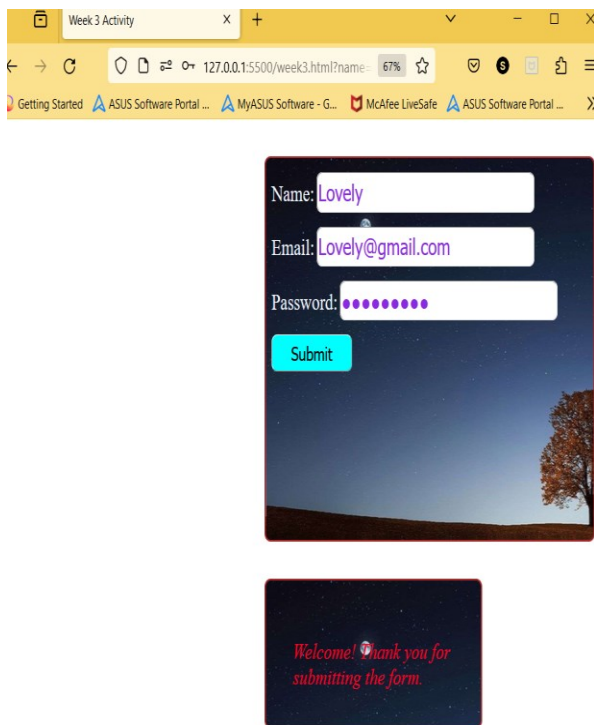 Week 3 Activity X +
127.0.0.1:5500/week3.html?name= 67%
Getting Started ASUS Software Portal ... MyASUS Software - G... McAfee LiveSafe ASUS Software Portal ...
Name: Lovely
Email: Lovely@gmail.com
Password: ●●●●●●●●●
Submit
Welcome! Thank you for
submitting the form.